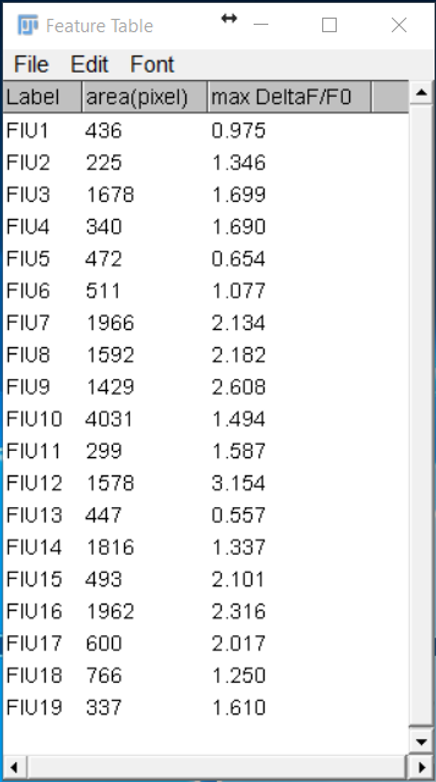 Feature Table
File Edit Font
Label area(pixel) max DeltaF/F0
FIU1 436 0.975
FIU2 225 1.346
FIU3 1678 1.699
FIU4 340 1.690
FIU5 472 0.654
FIU6 511 1.077
FIU7 1966 2.134
FIU8 1592 2.182
FIU9 1429 2.608
FIU10 4031 1.494
FIU11 299 1.587
FIU12 1578 3.154
FIU13 447 0.557
FIU14 1816 1.337
FIU15 493 2.101
FIU16 1962 2.316
FIU17 600 2.017
FIU18 766 1.250
FIU19 337 1.610